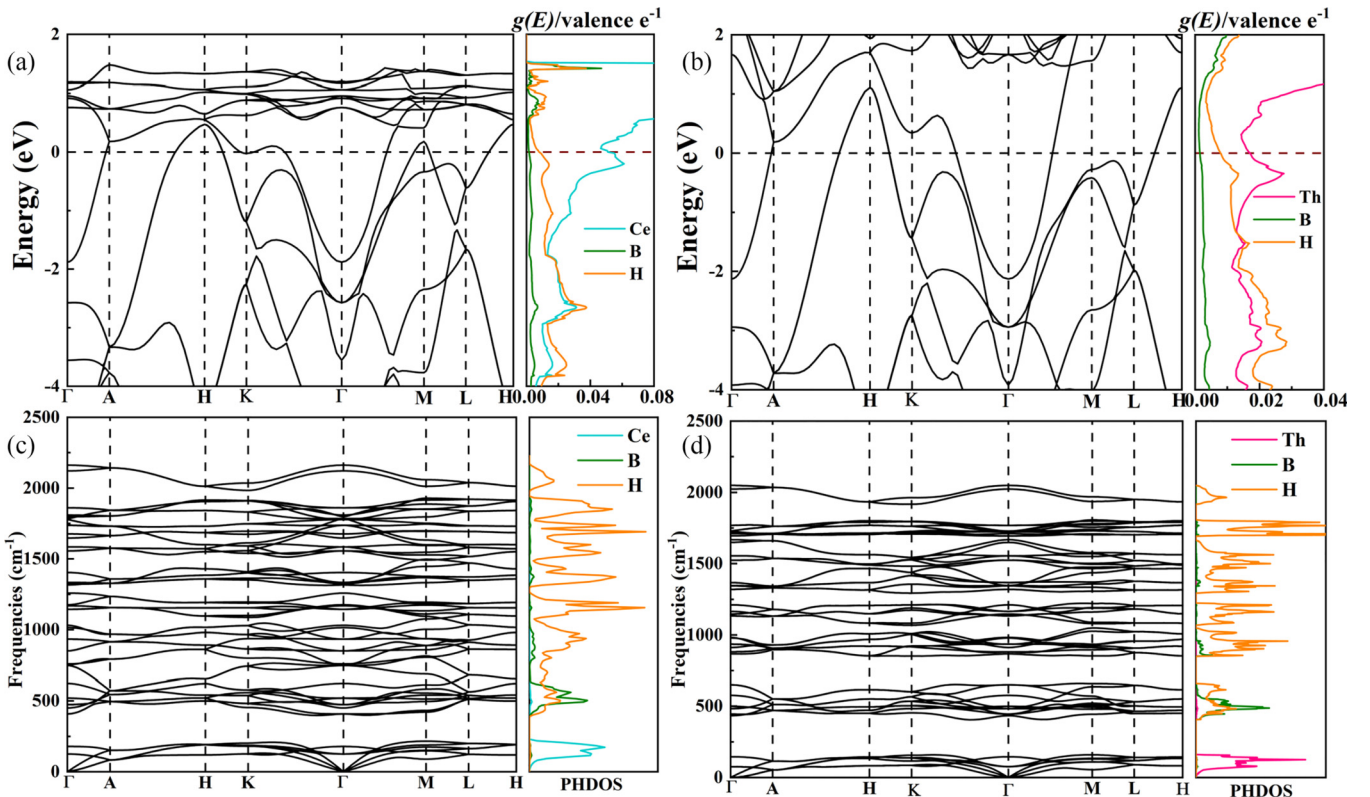 (a)
g(E)/valence e⁻¹
Energy (eV)
2
0
-2
-4
Γ A H K Γ M L H
0.00 0.08
Ce
B
H
(b)
g(E)/valence e⁻¹
Energy (eV)
2
0
-2
-4
Γ A H K Γ M L H
0.00 0.02 0.04
Th
B
H
(c)
Frequencies (cm⁻¹)
2500
2000
1500
1000
500
0
Γ A H K Γ M L H
PHDOS
Ce
B
H
(d)
Frequencies (cm⁻¹)
2500
2000
1500
1000
500
0
Γ A H K Γ M L H
PHDOS
Th
B
H